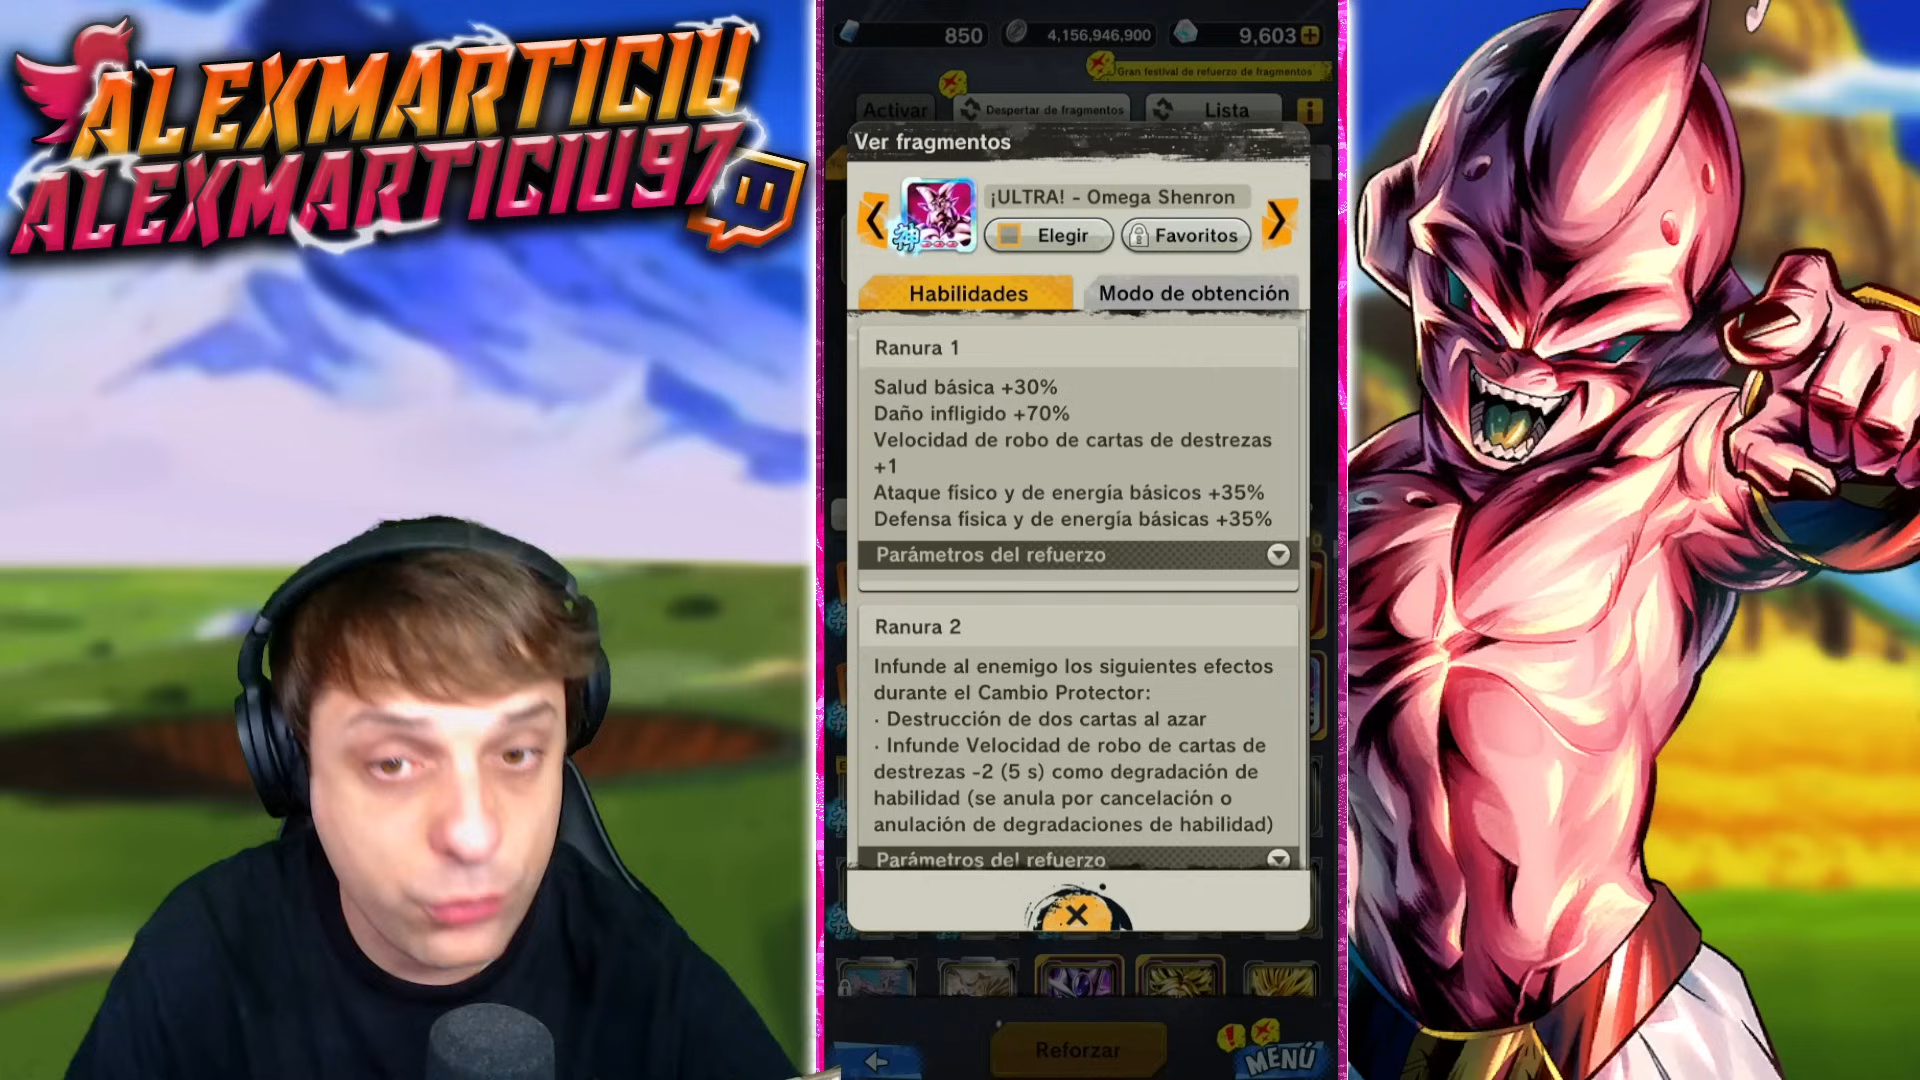 ALEXMARTICIU
ALEXMARTICIU97
850
4,156,946,900
9,603
Gran festival de refuerzo de fragmentos
Activar
Despertar de fragmentos
Lista
Ver fragmentos
¡ULTRA! - Omega Shenron
神
Elegir
Favoritos
Habilidades
Modo de obtención
Ranura 1
Salud básica +30%
Daño infligido +70%
Velocidad de robo de cartas de destrezas
+1
Ataque físico y de energía básicos +35%
Defensa física y de energía básicas +35%
Parámetros del refuerzo
Ranura 2
Infunde al enemigo los siguientes efectos
durante el Cambio Protector:
· Destrucción de dos cartas al azar
· Infunde Velocidad de robo de cartas de
destrezas -2 (5 s) como degradación de
habilidad (se anula por cancelación o
anulación de degradaciones de habilidad)
Parámetros del refuerzo
Reforzar
MENÚ